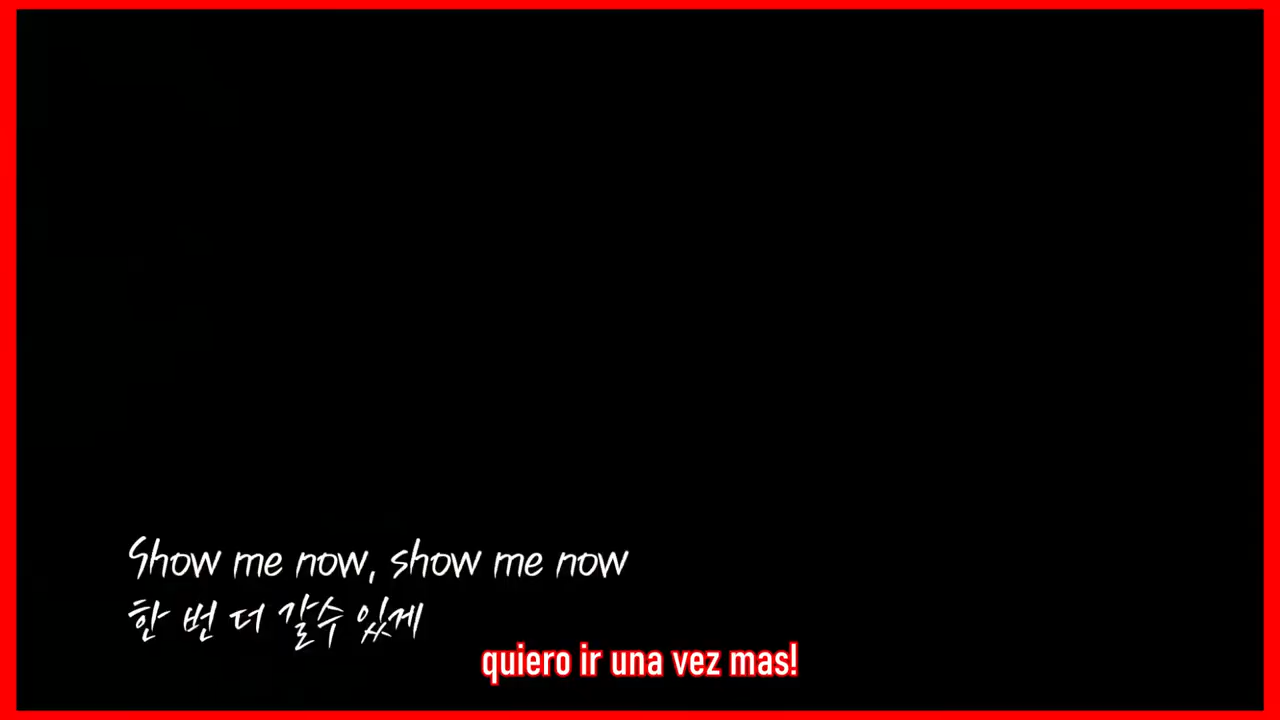 Show me now, show me now
한 번 더 갈수 있게
quiero ir una vez mas!